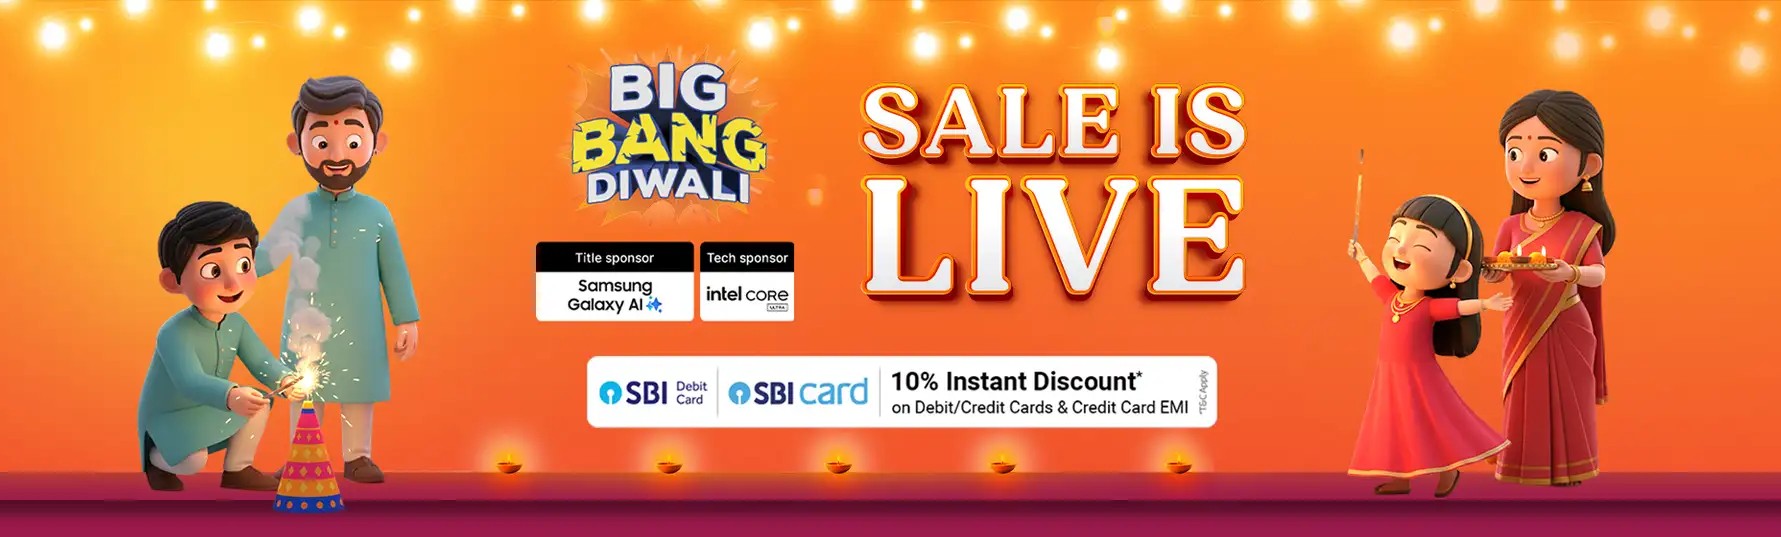 BIG
BANG
DIWALI
SALE IS
LIVE
Title sponsor
Samsung
Galaxy AI
Tech sponsor
intel CORE
ULTRA
SBI Debit
Card
SBI card
10% Instant Discount*
on Debit/Credit Cards & Credit Card EMI
*T&C Apply